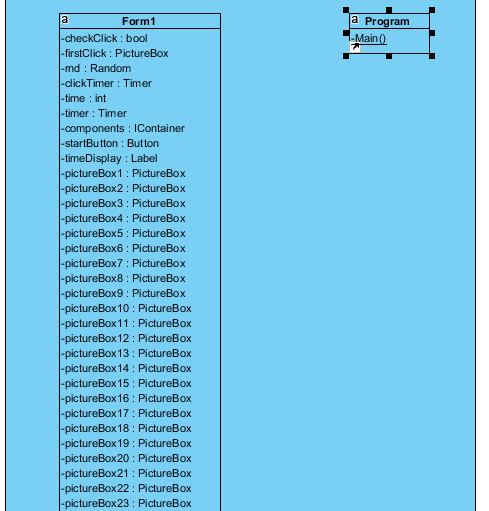 a Form1
-checkClick : bool
-firstClick : PictureBox
-rnd : Random
-clickTimer : Timer
-time : int
-timer : Timer
-components : IContainer
-startButton : Button
-timeDisplay : Label
-pictureBox1 : PictureBox
-pictureBox2 : PictureBox
-pictureBox3 : PictureBox
-pictureBox4 : PictureBox
-pictureBox5 : PictureBox
-pictureBox6 : PictureBox
-pictureBox7 : PictureBox
-pictureBox8 : PictureBox
-pictureBox9 : PictureBox
-pictureBox10 : PictureBox
-pictureBox11 : PictureBox
-pictureBox12 : PictureBox
-pictureBox13 : PictureBox
-pictureBox14 : PictureBox
-pictureBox15 : PictureBox
-pictureBox16 : PictureBox
-pictureBox17 : PictureBox
-pictureBox18 : PictureBox
-pictureBox19 : PictureBox
-pictureBox20 : PictureBox
-pictureBox21 : PictureBox
-pictureBox22 : PictureBox
-pictureBox23 : PictureBox
a Program
-Main()